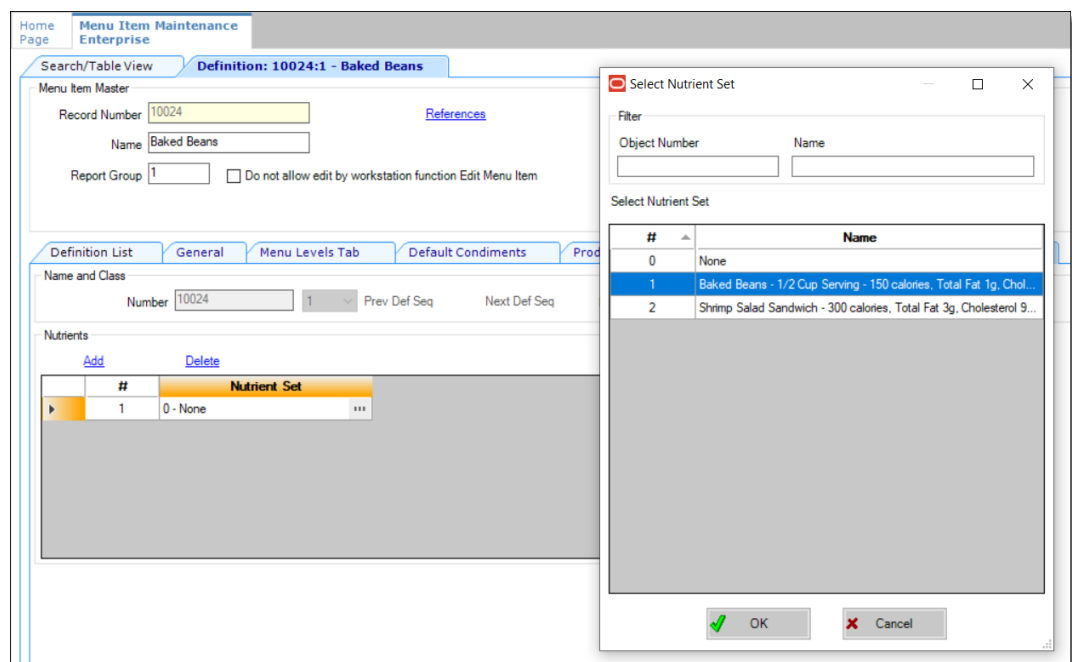 Home Page
Menu Item Maintenance Enterprise
Search/Table View
Definition: 10024:1 - Baked Beans
Menu Item Master
Record Number 10024
References
Name Baked Beans
Report Group 1
Do not allow edit by workstation function Edit Menu Item
Definition List
General
Menu Levels Tab
Default Condiments
Prod
Name and Class
Number 10024 1 Prev Def Seq Next Def Seq
Nutrients
Add Delete
# Nutrient Set
1 0 - None ...
Select Nutrient Set
Filter
Object Number Name
Select Nutrient Set
# Name
0 None
1 Baked Beans - 1/2 Cup Serving - 150 calories, Total Fat 1g, Chol...
2 Shrimp Salad Sandwich - 300 calories, Total Fat 3g, Cholesterol 9...
OK Cancel